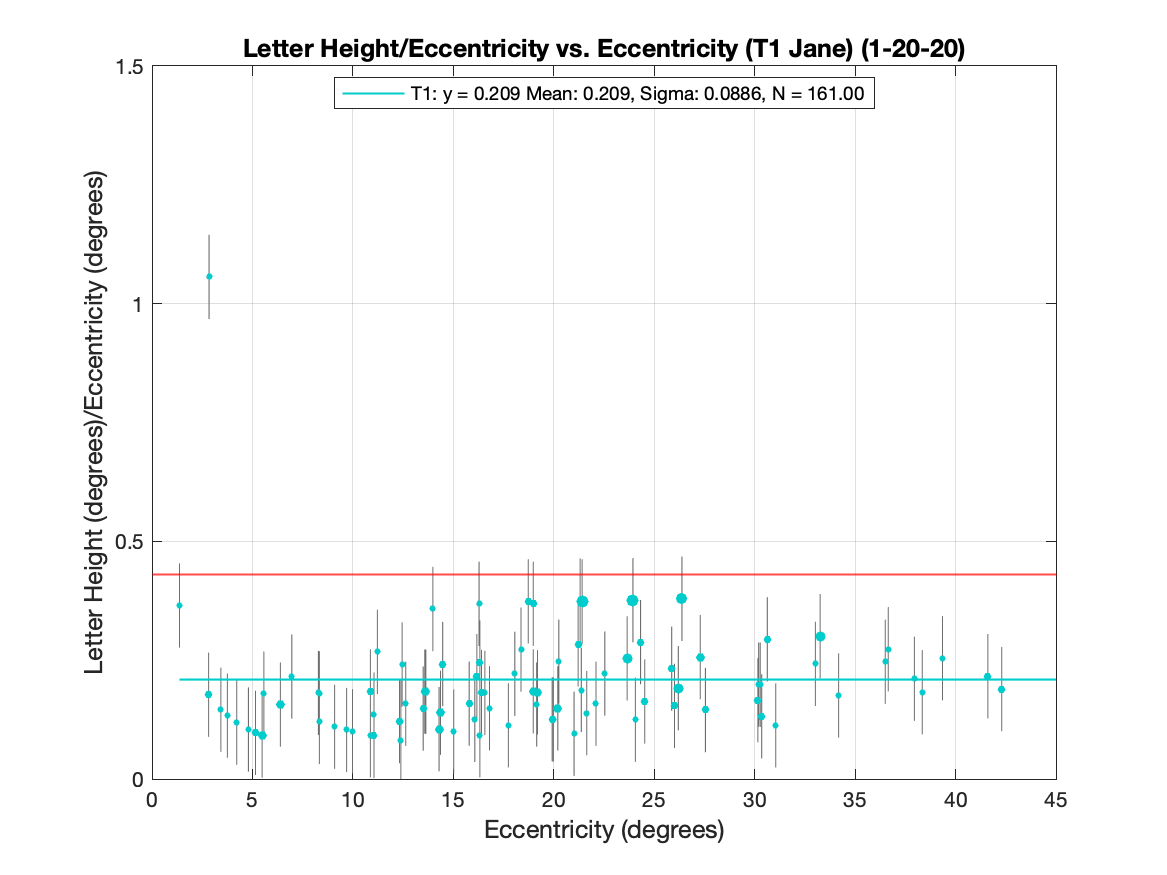 Letter Height/Eccentricity vs. Eccentricity (T1 Jane) (1-20-20)
T1: y = 0.209 Mean: 0.209, Sigma: 0.0886, N = 161.00
Letter Height (degrees)/Eccentricity (degrees)
1.5
1
0.5
0
0 5 10 15 20 25 30 35 40 45
Eccentricity (degrees)